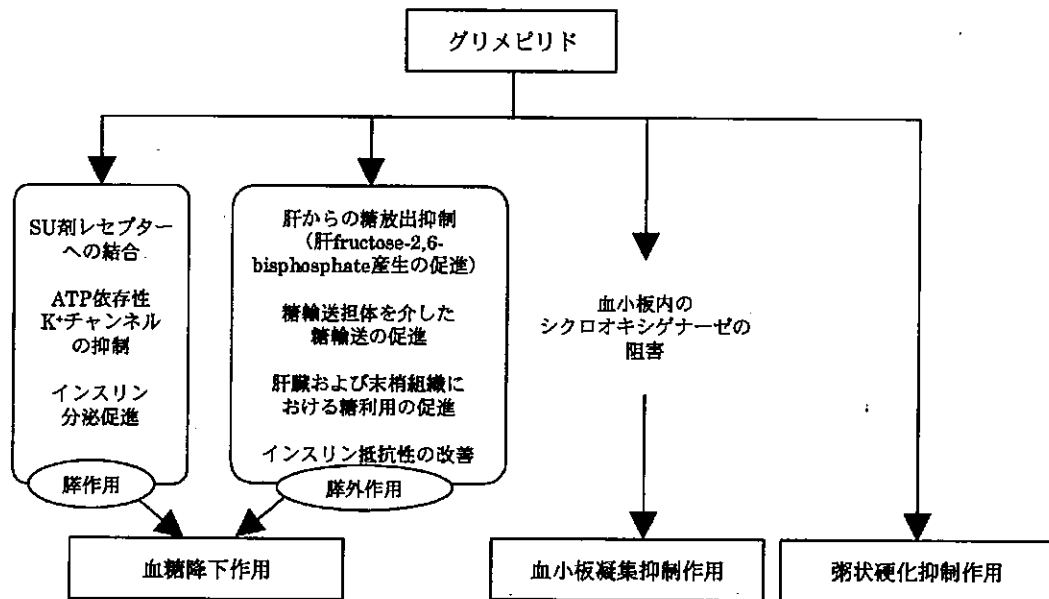 グリメピリド
SU剤レセプター
への結合
ATP依存性
K⁺チャンネル
の抑制
インスリン
分泌促進
膵作用
肝からの糖放出抑制
（肝fructose-2,6-
bisphosphate産生の促進）
糖輸送担体を介した
糖輸送の促進
肝臓および末梢組織に
おける糖利用の促進
インスリン抵抗性の改善
膵外作用
血小板内の
シクロオキシゲナーゼの
阻害
血糖降下作用
血小板凝集抑制作用
粥状硬化抑制作用